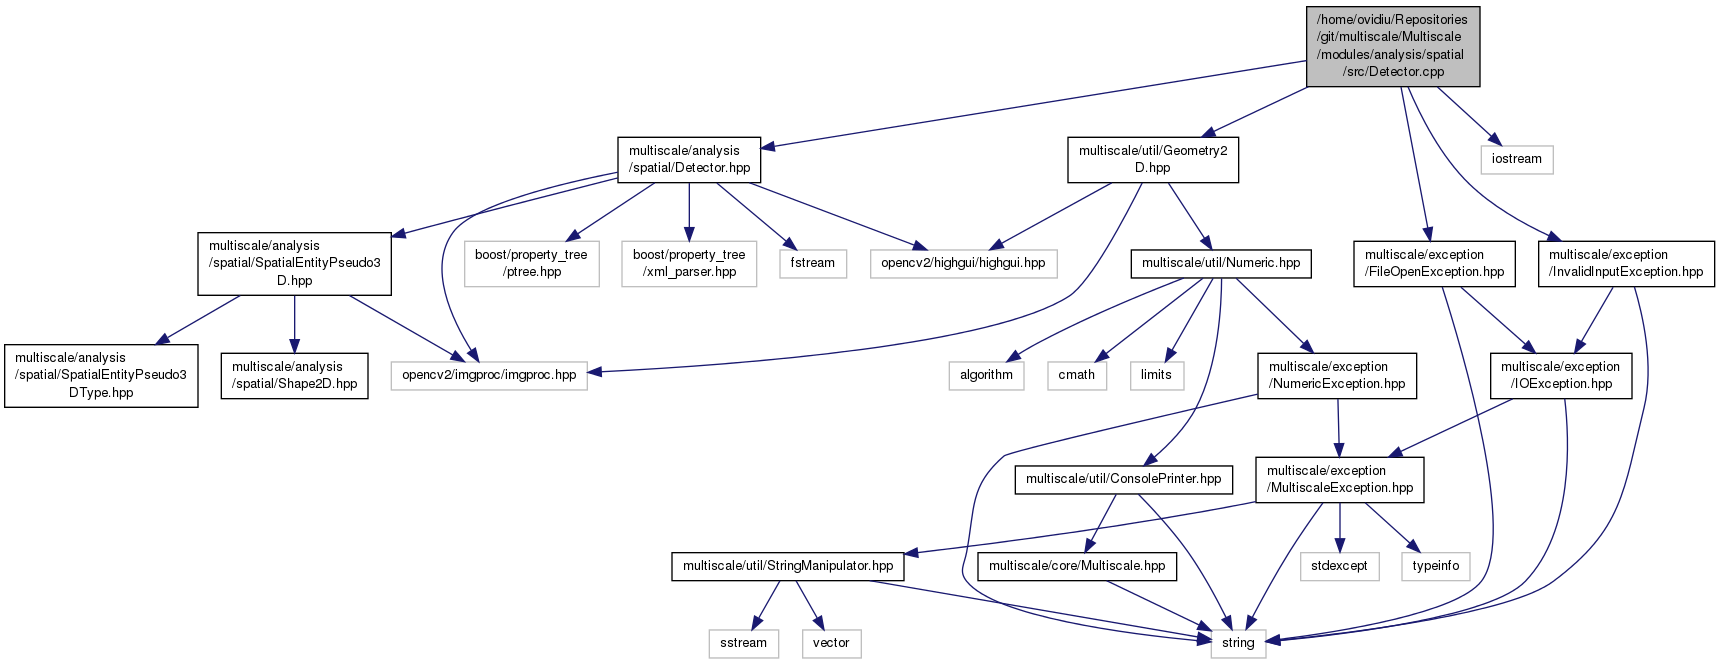 /home/ovidiu/Repositories
/git/multiscale/Multiscale
/modules/analysis/spatial
/src/Detector.cpp
multiscale/analysis
/spatial/Detector.hpp
multiscale/util/Geometry2
D.hpp
iostream
multiscale/analysis
/spatial/SpatialEntityPseudo3
D.hpp
boost/property_tree
/ptree.hpp
boost/property_tree
/xml_parser.hpp
fstream
opencv2/highgui/highgui.hpp
multiscale/util/Numeric.hpp
multiscale/exception
/FileOpenException.hpp
multiscale/exception
/InvalidInputException.hpp
multiscale/analysis
/spatial/SpatialEntityPseudo3
DType.hpp
multiscale/analysis
/spatial/Shape2D.hpp
opencv2/imgproc/imgproc.hpp
algorithm
cmath
limits
multiscale/exception
/NumericException.hpp
multiscale/exception
/IOException.hpp
multiscale/util/ConsolePrinter.hpp
multiscale/exception
/MultiscaleException.hpp
multiscale/util/StringManipulator.hpp
multiscale/core/Multiscale.hpp
stdexcept
typeinfo
sstream
vector
string